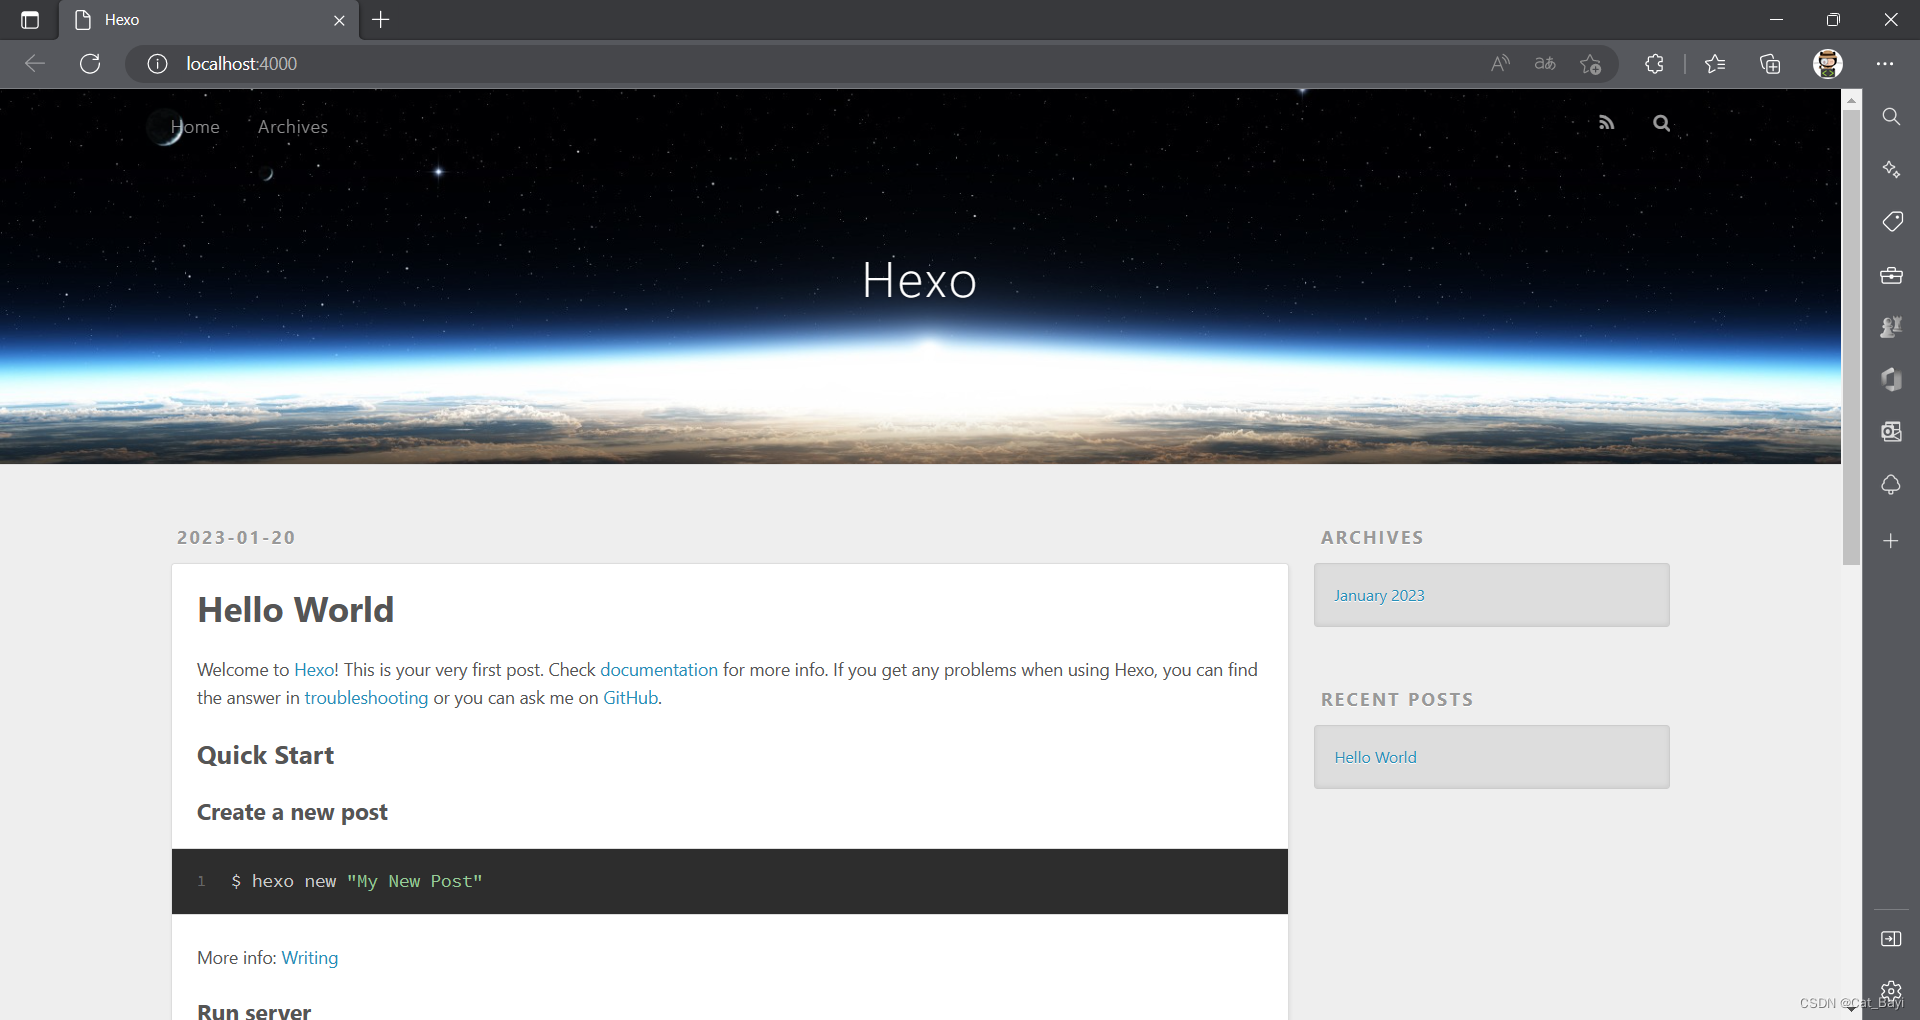 Hexo
localhost:4000
Home Archives
Hexo
2023-01-20
Hello World
Welcome to Hexo! This is your very first post. Check documentation for more info. If you get any problems when using Hexo, you can find
the answer in troubleshooting or you can ask me on GitHub.
Quick Start
Create a new post
1 $ hexo new "My New Post"
More info: Writing
Run server
ARCHIVES
January 2023
RECENT POSTS
Hello World
CSDN @Cat_Bayi